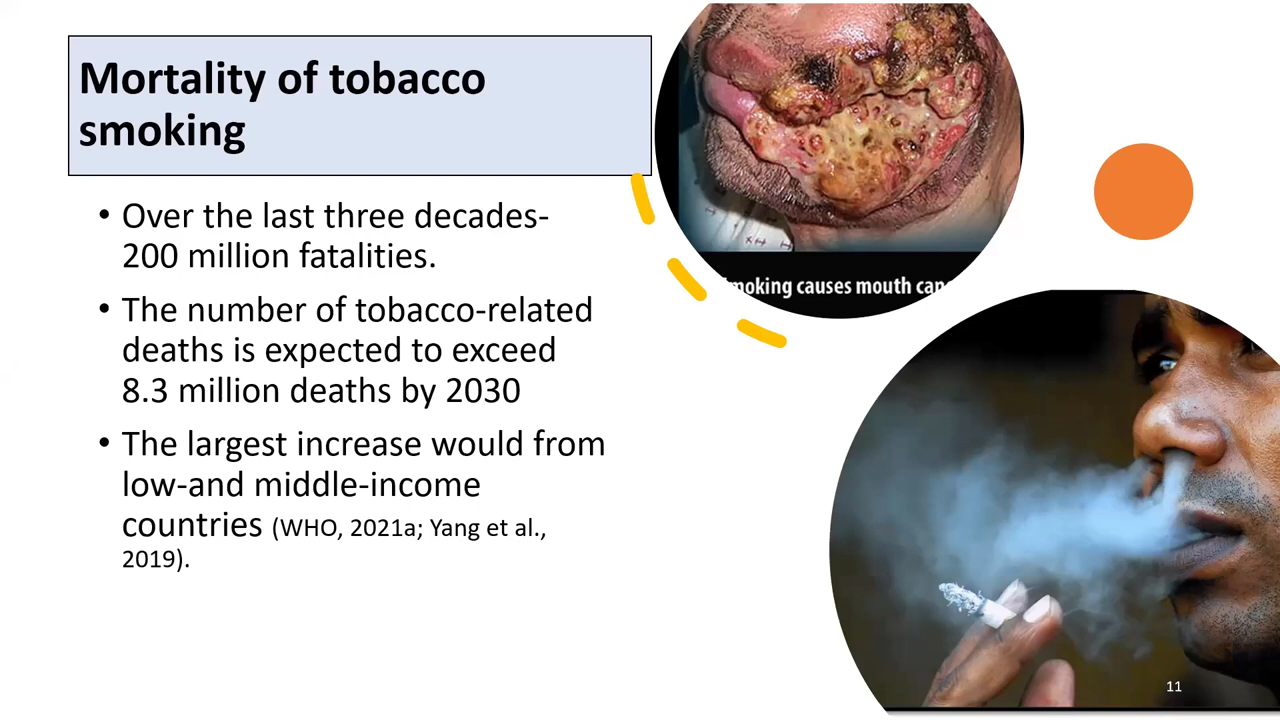 Mortality of tobacco
smoking
• Over the last three decades-
200 million fatalities.
• The number of tobacco-related
deaths is expected to exceed
8.3 million deaths by 2030
• The largest increase would from
low-and middle-income
countries (WHO, 2021a; Yang et al.,
2019).
moking causes mouth can
11